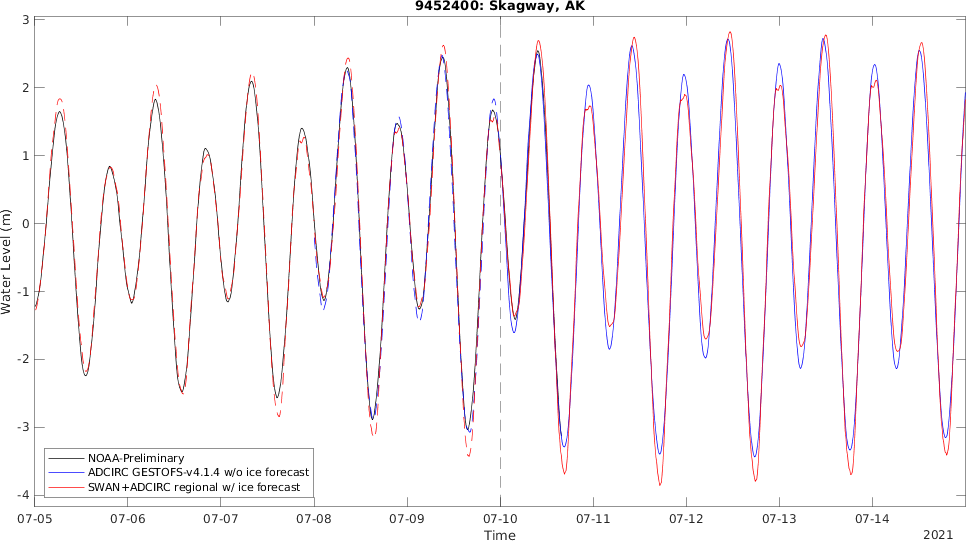 9452400: Skagway, AK
3
2
1
0
-1
-2
-3
-4
Water Level (m)
NOAA-Preliminary
ADCIRC GESTOFS-v4.1.4 w/o ice forecast
SWAN+ADCIRC regional w/ ice forecast
07-05 07-06 07-07 07-08 07-09 07-10 07-11 07-12 07-13 07-14
Time
2021